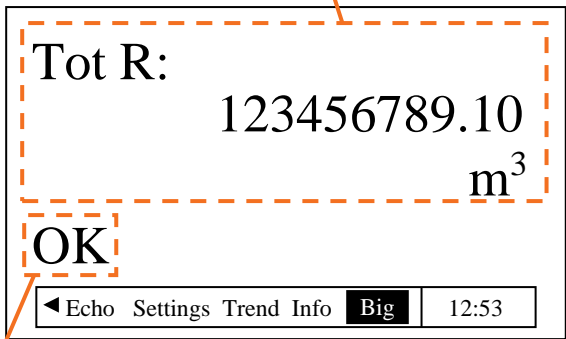 Tot R:
123456789.10
m³
OK
◄ Echo Settings Trend Info Big 12:53